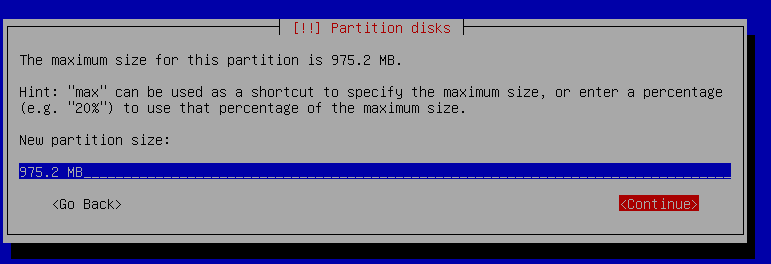 [!!] Partition disks
The maximum size for this partition is 975.2 MB.
Hint: "max" can be used as a shortcut to specify the maximum size, or enter a percentage
(e.g. "20%") to use that percentage of the maximum size.
New partition size:
975.2 MB
<Go Back> <Continue>